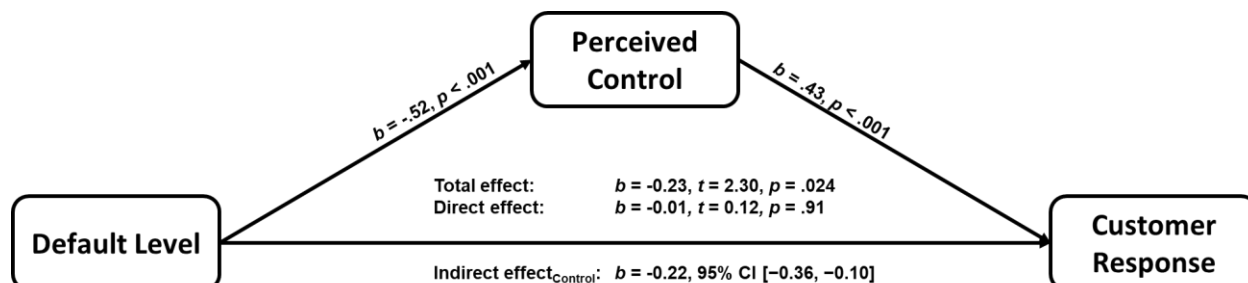 Perceived
Control
b = -.52, p < .001
b = .43, p < .001
Total effect: b = -0.23, t = 2.30, p = .024
Direct effect: b = -0.01, t = 0.12, p = .91
Default Level
Customer
Response
Indirect effectControl: b = -0.22, 95% CI [−0.36, −0.10]